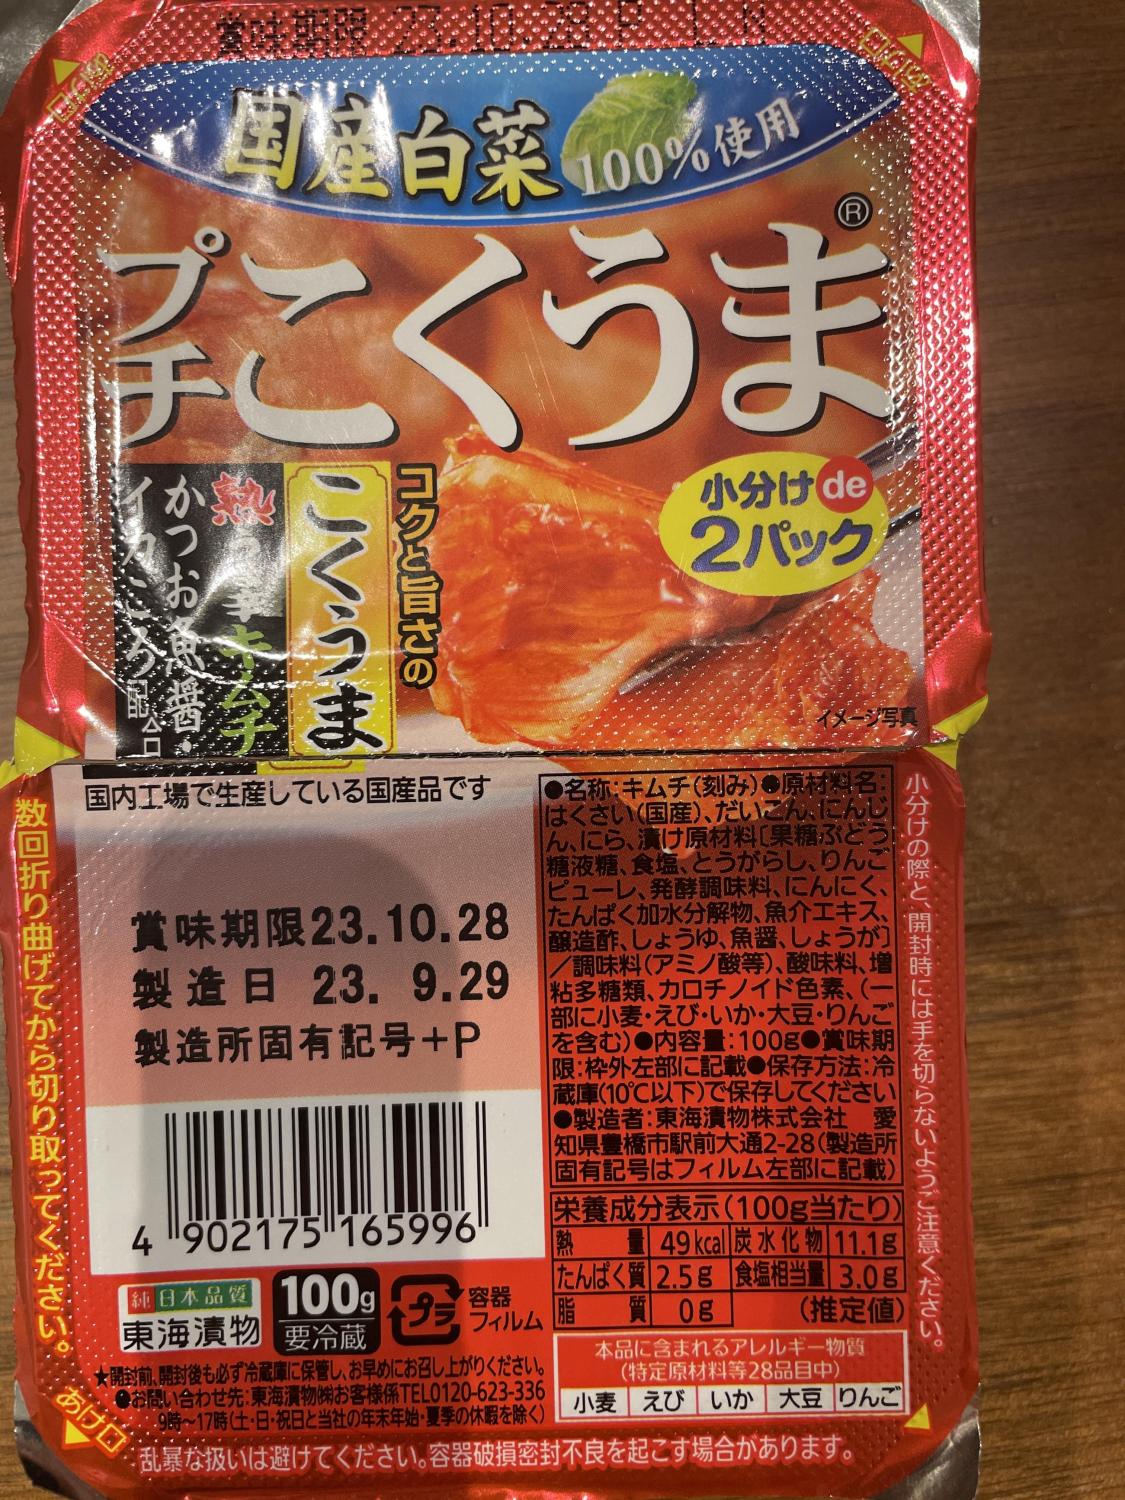 賞味期限 23.10.28 P
国産白菜
100%使用
プチこくうま®
コクと旨さの
こくうま
熟うま辛キムチ
かつお魚醤・
イカごろ配合
小分けde
2パック
イメージ写真
国内工場で生産している国産品です
賞味期限23.10.28
製造日 23. 9.29
製造所固有記号+P
4 902175 165996
●名称:キムチ(刻み)●原材料名:
はくさい(国産)、だいこん、にんじ
ん、にら、漬け原材料〔果糖ぶどう
糖液糖、食塩、とうがらし、りんご
ピューレ、発酵調味料、にんにく、
たんぱく加水分解物、魚介エキス、
醸造酢、しょうゆ、魚醤、しょうが〕
/調味料(アミノ酸等)、酸味料、増
粘多糖類、カロチノイド色素、(一
部に小麦・えび・いか・大豆・りんご
を含む)●内容量:100g●賞味期
限:枠外左部に記載●保存方法:冷
蔵庫(10℃以下)で保存してください
●製造者:東海漬物株式会社 愛
知県豊橋市駅前大通2-28(製造所
固有記号はフィルム左部に記載)
栄養成分表示(100g当たり)
熱量 49kcal 炭水化物 11.1g
たんぱく質 2.5g 食塩相当量 3.0g
脂質 0g (推定値)
本品に含まれるアレルギー物質
(特定原材料等28品目中)
小麦 えび いか 大豆 りんご
純 日本品質
東海漬物
100g
要冷蔵
プラ
容器
フィルム
★開封前、開封後も必ず冷蔵庫に保管し、お早めにお召し上がりください。
●お問い合わせ先:東海漬物㈱お客様係TEL0120-623-336
9時~17時(土・日・祝日と当社の年末年始・夏季の休暇を除く)
乱暴な扱いは避けてください。容器破損密封不良を起こす場合があります。
数回折り曲げてから切り取ってください。
あけ口
小分けの際と、開封時には手を切らないようご注意ください。